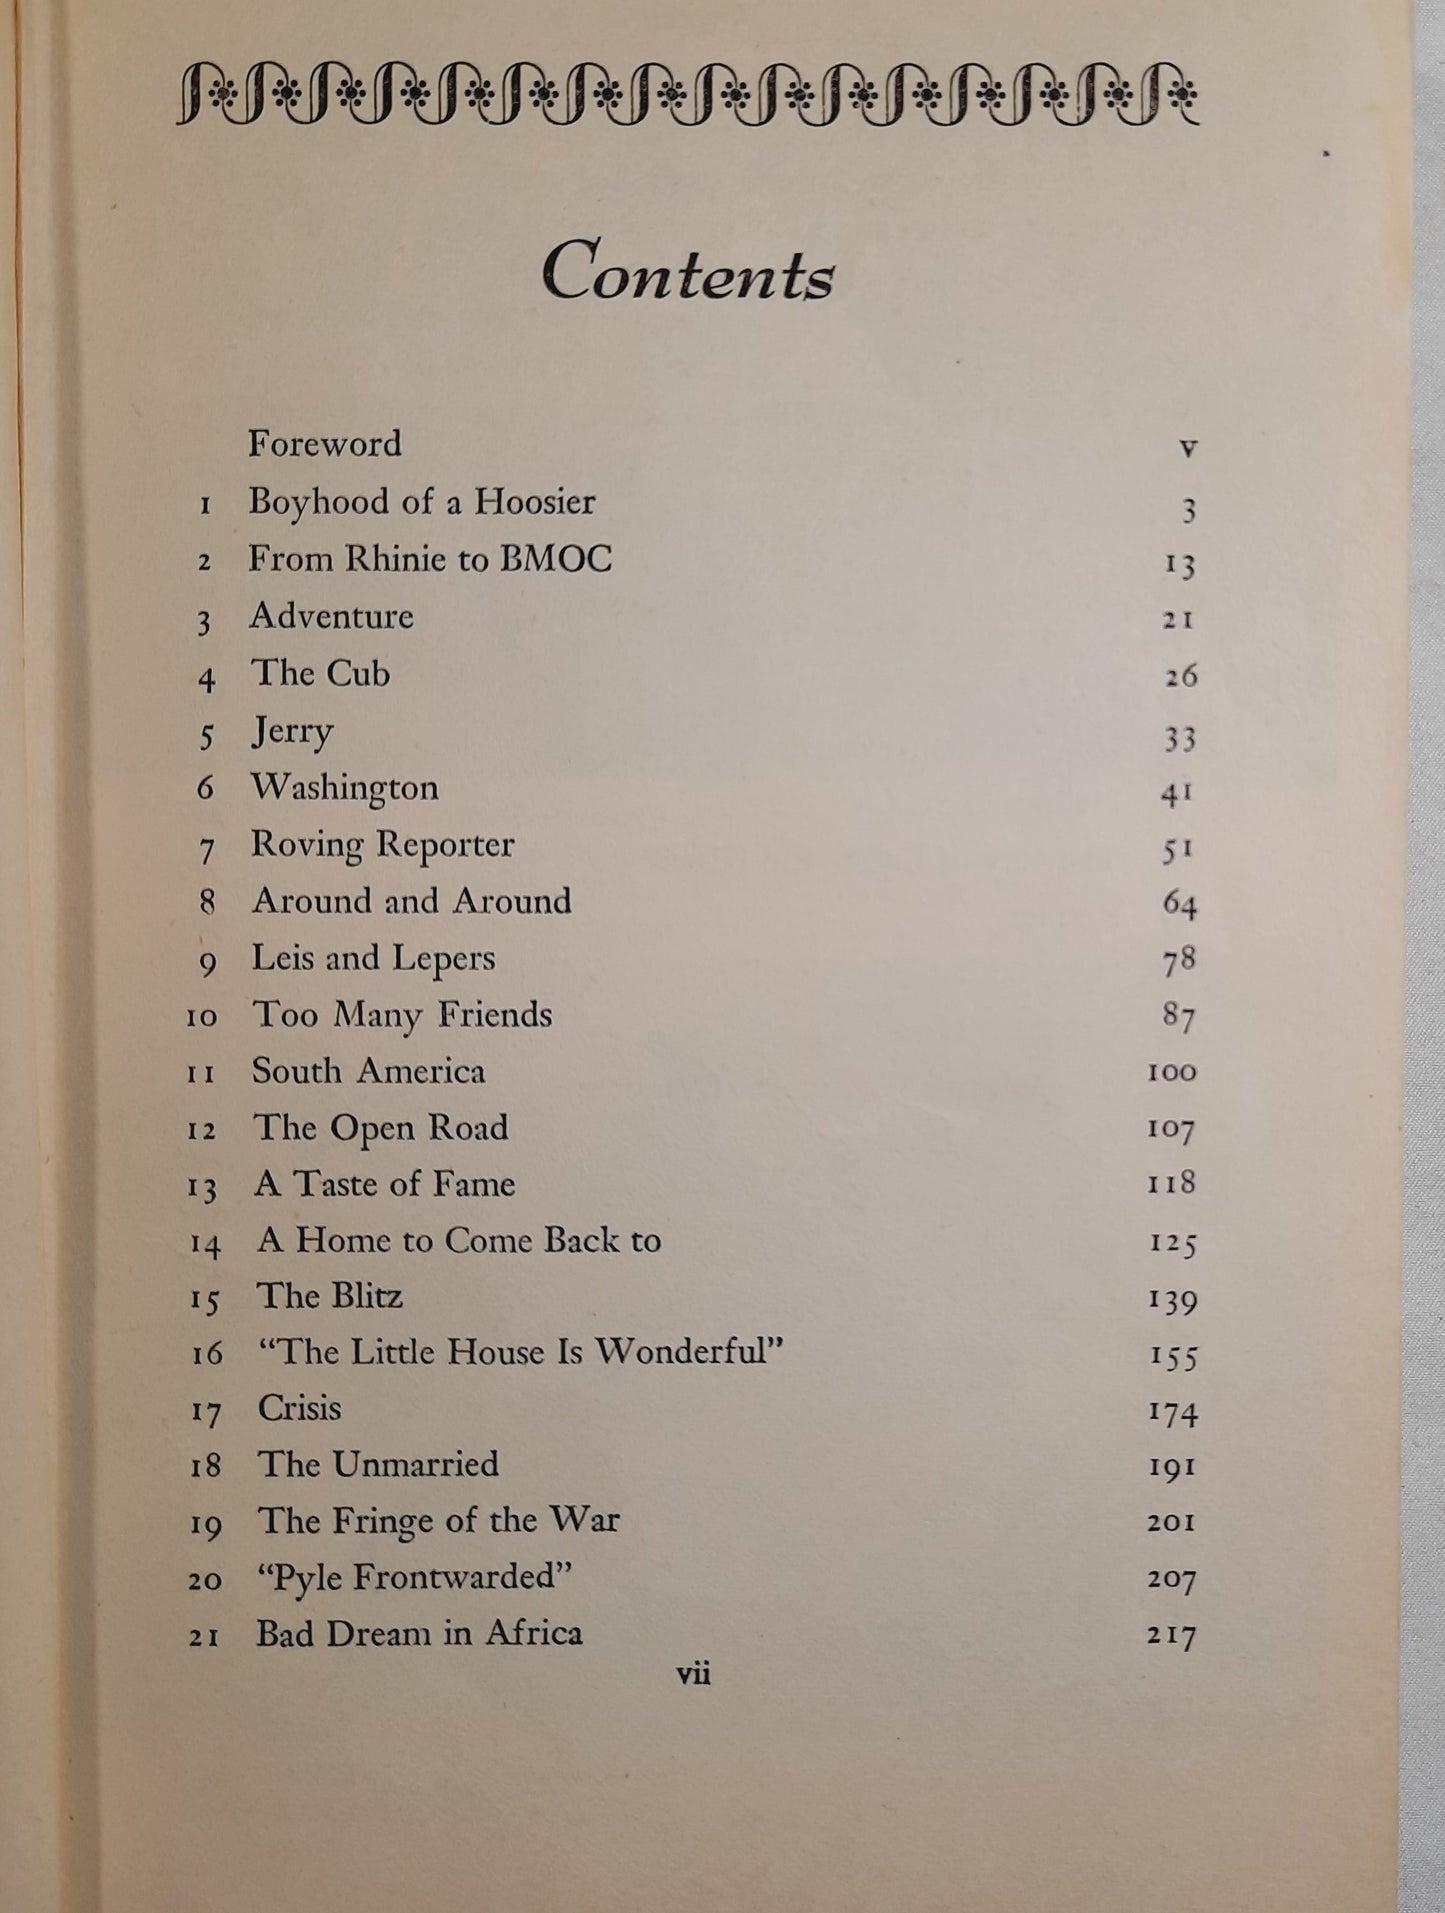 Contents
Foreword v
1 Boyhood of a Hoosier 3
2 From Rhinie to BMOC 13
3 Adventure 21
4 The Cub 26
5 Jerry 33
6 Washington 41
7 Roving Reporter 51
8 Around and Around 64
9 Leis and Lepers 78
10 Too Many Friends 87
11 South America 100
12 The Open Road 107
13 A Taste of Fame 118
14 A Home to Come Back to 125
15 The Blitz 139
16 “The Little House Is Wonderful” 155
17 Crisis 174
18 The Unmarried 191
19 The Fringe of the War 201
20 “Pyle Frontwarded” 207
21 Bad Dream in Africa 217
vii